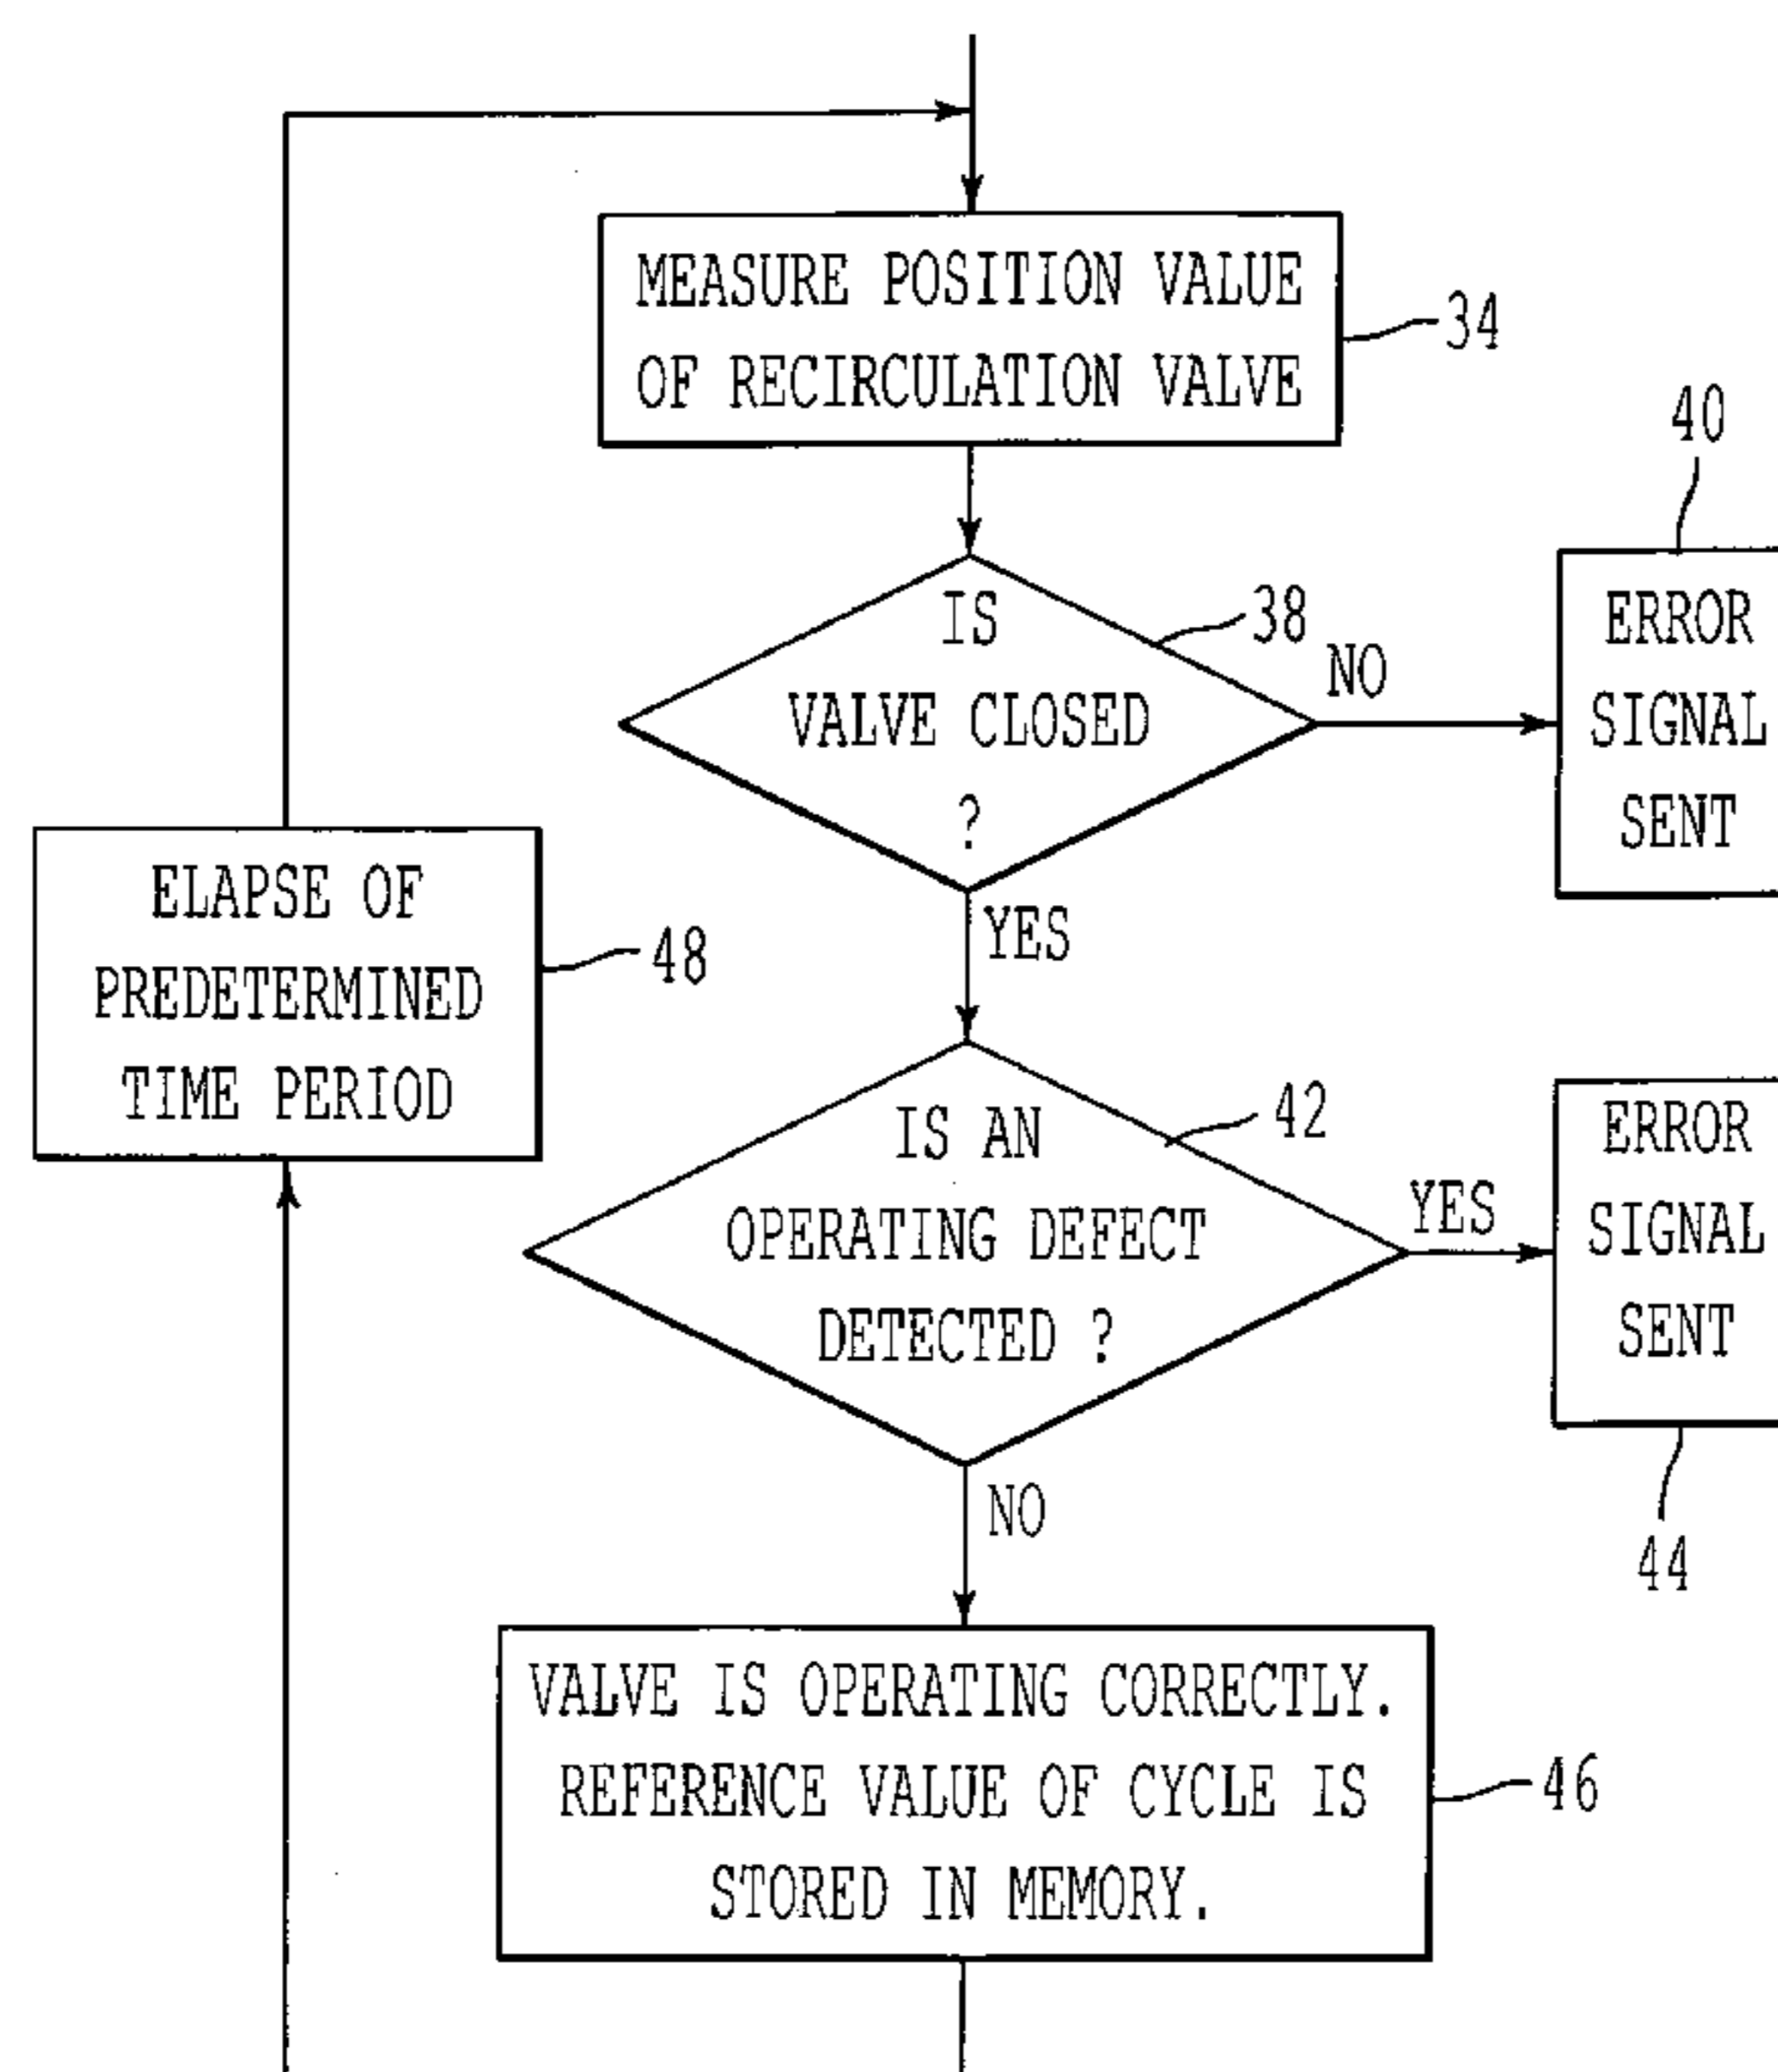 MEASURE POSITION VALUE
OF RECIRCULATION VALVE
34
40
IS
VALVE CLOSED
?
38
NO
ERROR
SIGNAL
SENT
YES
ELAPSE OF
PREDETERMINED
TIME PERIOD
48
IS AN
OPERATING DEFECT
DETECTED ?
42
YES
ERROR
SIGNAL
SENT
44
NO
VALVE IS OPERATING CORRECTLY.
REFERENCE VALUE OF CYCLE IS
STORED IN MEMORY.
46